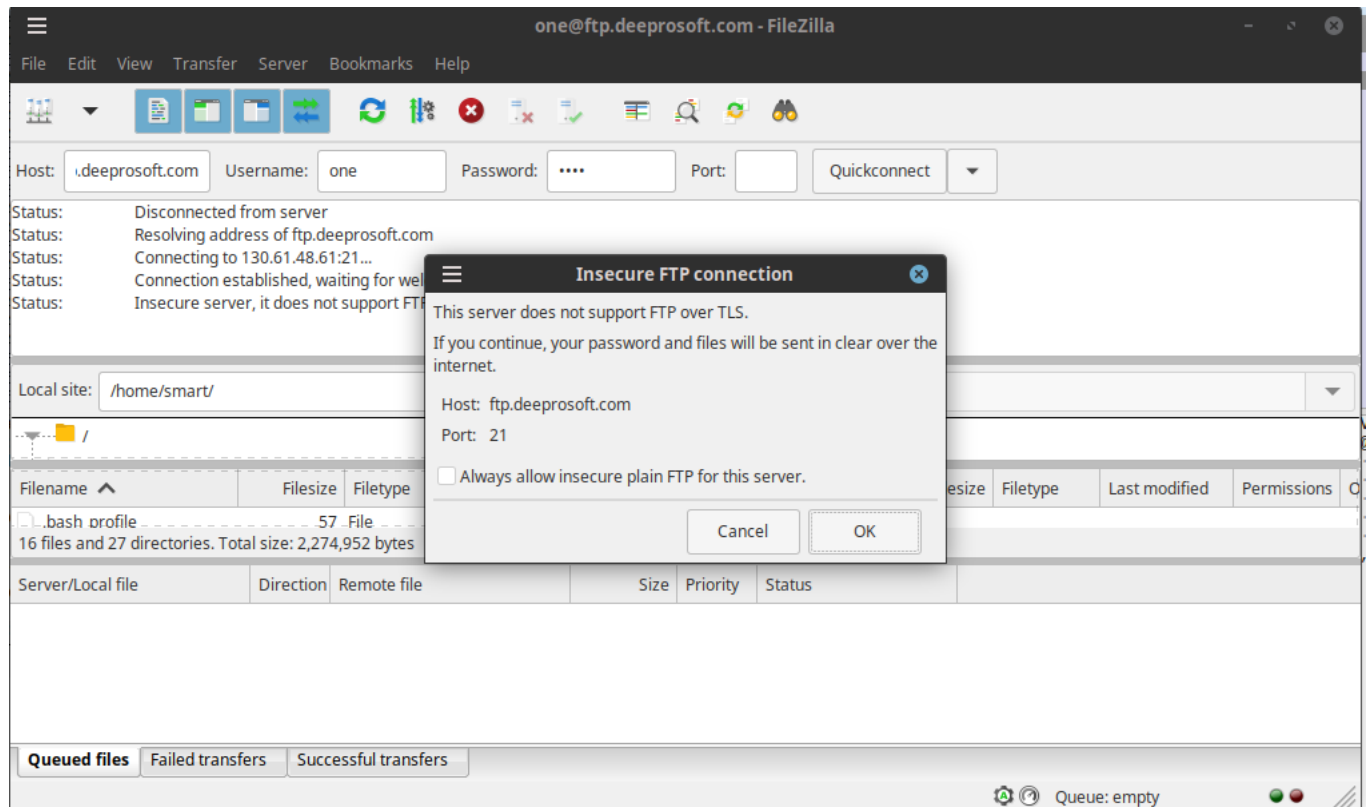 one@ftp.deeprosoft.com - FileZilla
File Edit View Transfer Server Bookmarks Help
Host: .deeprosoft.com Username: one Password: •••• Port: Quickconnect
Status: Disconnected from server
Status: Resolving address of ftp.deeprosoft.com
Status: Connecting to 130.61.48.61:21...
Status: Connection established, waiting for wel
Status: Insecure server, it does not support FT
Insecure FTP connection
This server does not support FTP over TLS.
If you continue, your password and files will be sent in clear over the
internet.
Host: ftp.deeprosoft.com
Port: 21
Always allow insecure plain FTP for this server.
Cancel OK
Local site: /home/smart/
/
Filename Filesize Filetype esize Filetype Last modified Permissions
.bash_profile 57 File
16 files and 27 directories. Total size: 2,274,952 bytes
Server/Local file Direction Remote file Size Priority Status
Queued files Failed transfers Successful transfers
Queue: empty